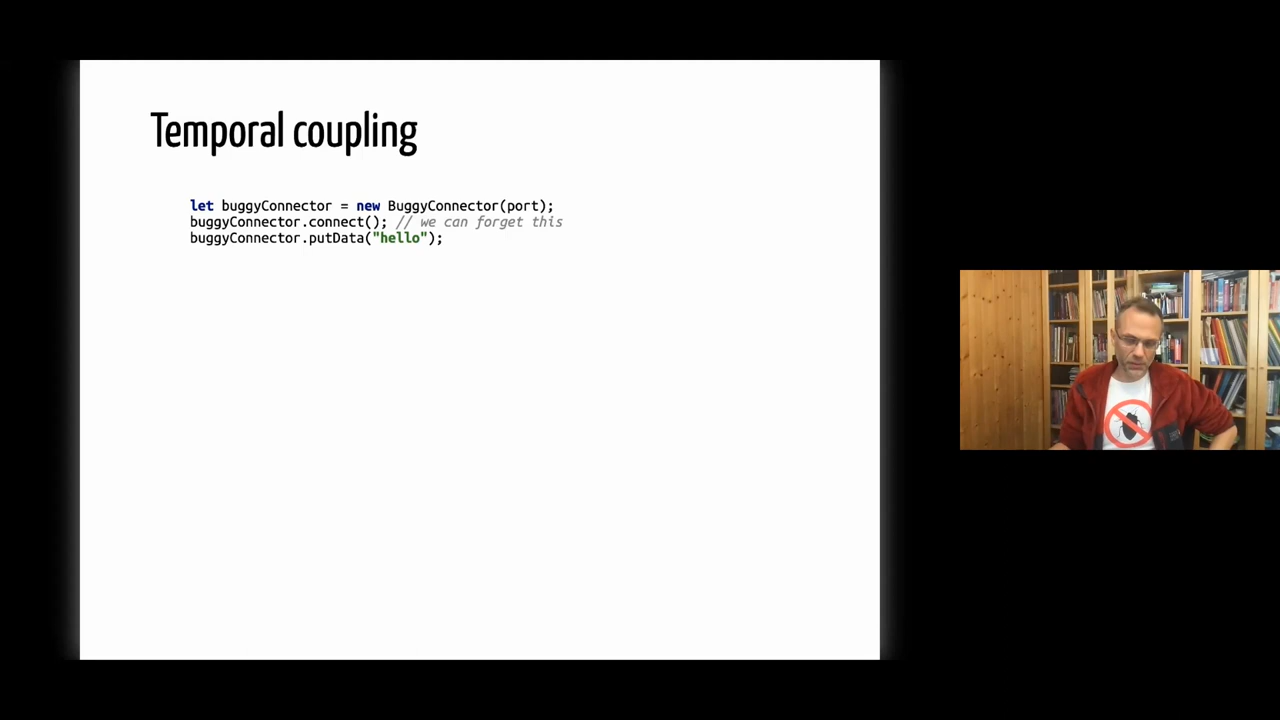 Temporal coupling
let buggyConnector = new BuggyConnector(port);
buggyConnector.connect(); // we can forget this
buggyConnector.putData("hello");